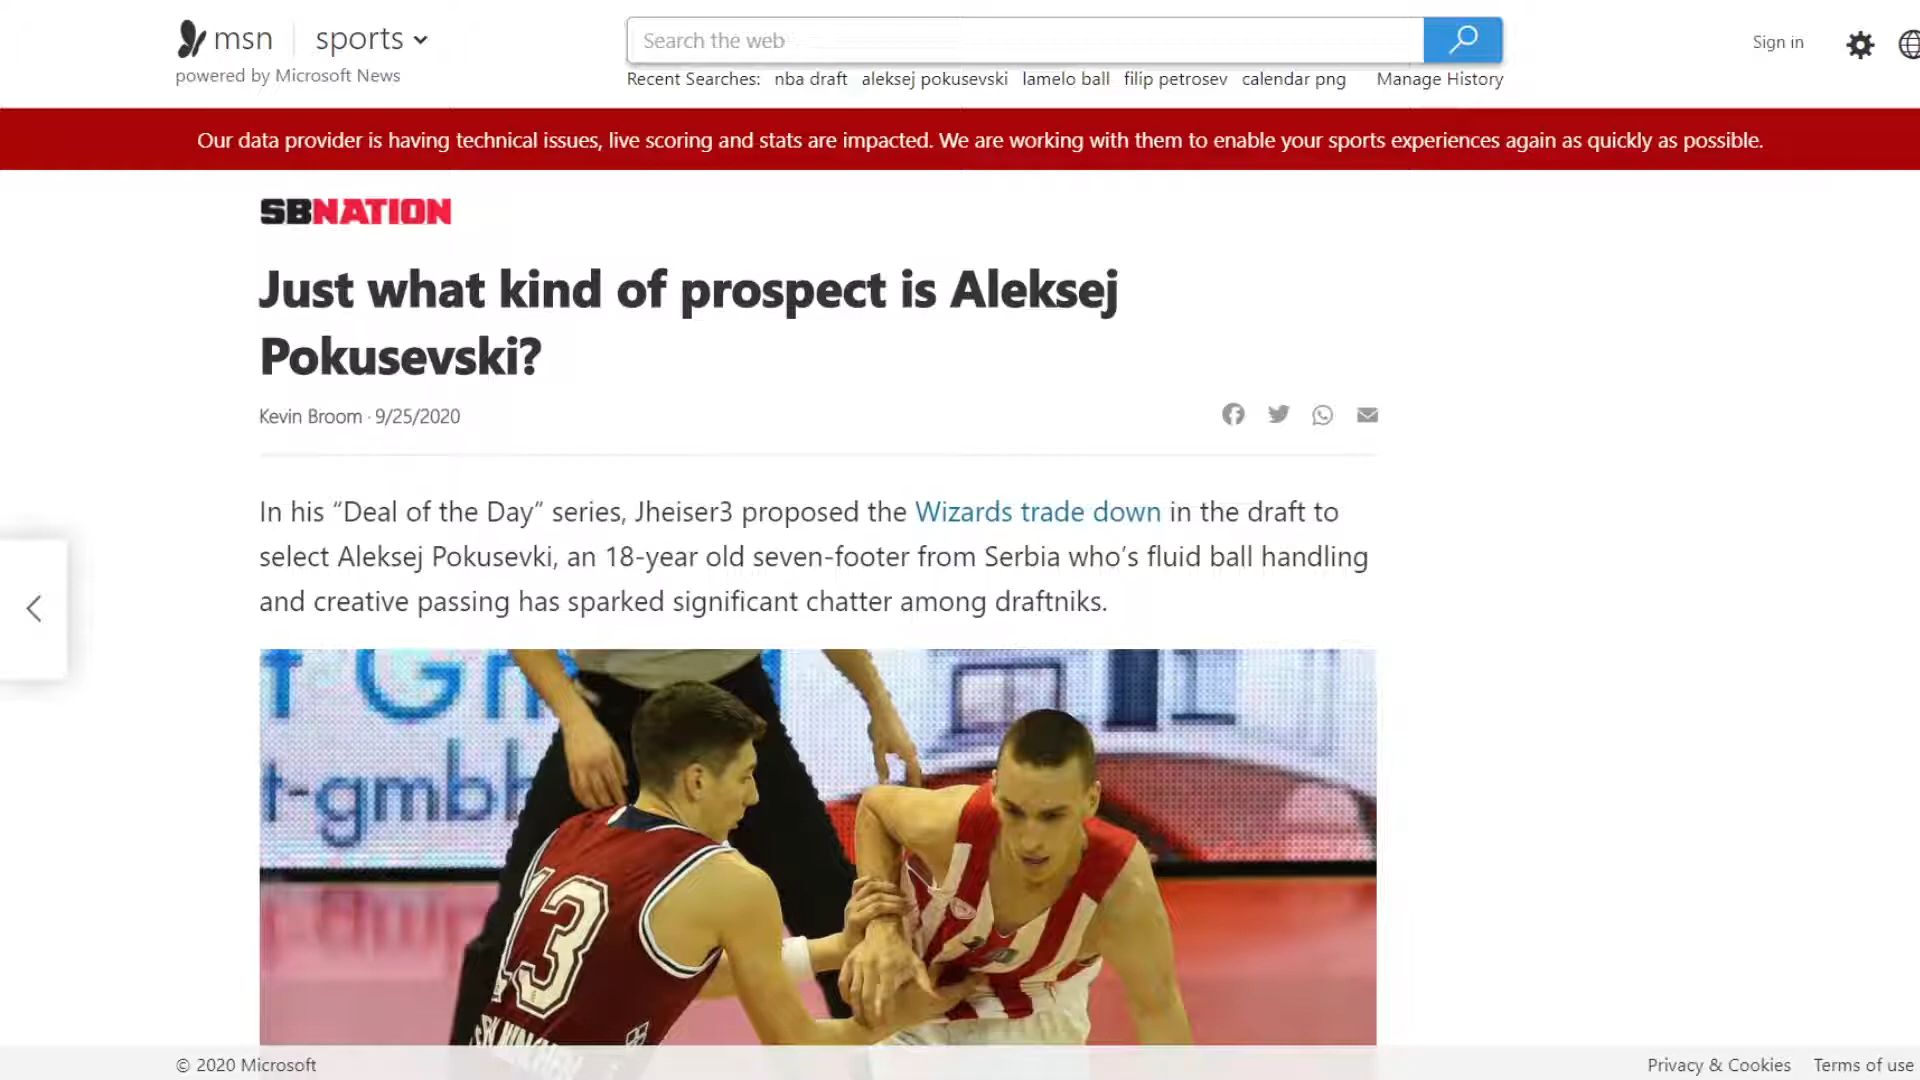 msn
sports
powered by Microsoft News
Search the web
Recent Searches: nba draft aleksej pokusevski lamelo ball filip petrosev calendar png Manage History
Sign in
Our data provider is having technical issues, live scoring and stats are impacted. We are working with them to enable your sports experiences again as quickly as possible.
SBNATION
Just what kind of prospect is Aleksej
Pokusevski?
Kevin Broom · 9/25/2020
In his “Deal of the Day” series, Jheiser3 proposed the Wizards trade down in the draft to
select Aleksej Pokusevki, an 18-year old seven-footer from Serbia who’s fluid ball handling
and creative passing has sparked significant chatter among draftniks.
t-gmbh
13
© 2020 Microsoft
Privacy & Cookies Terms of use